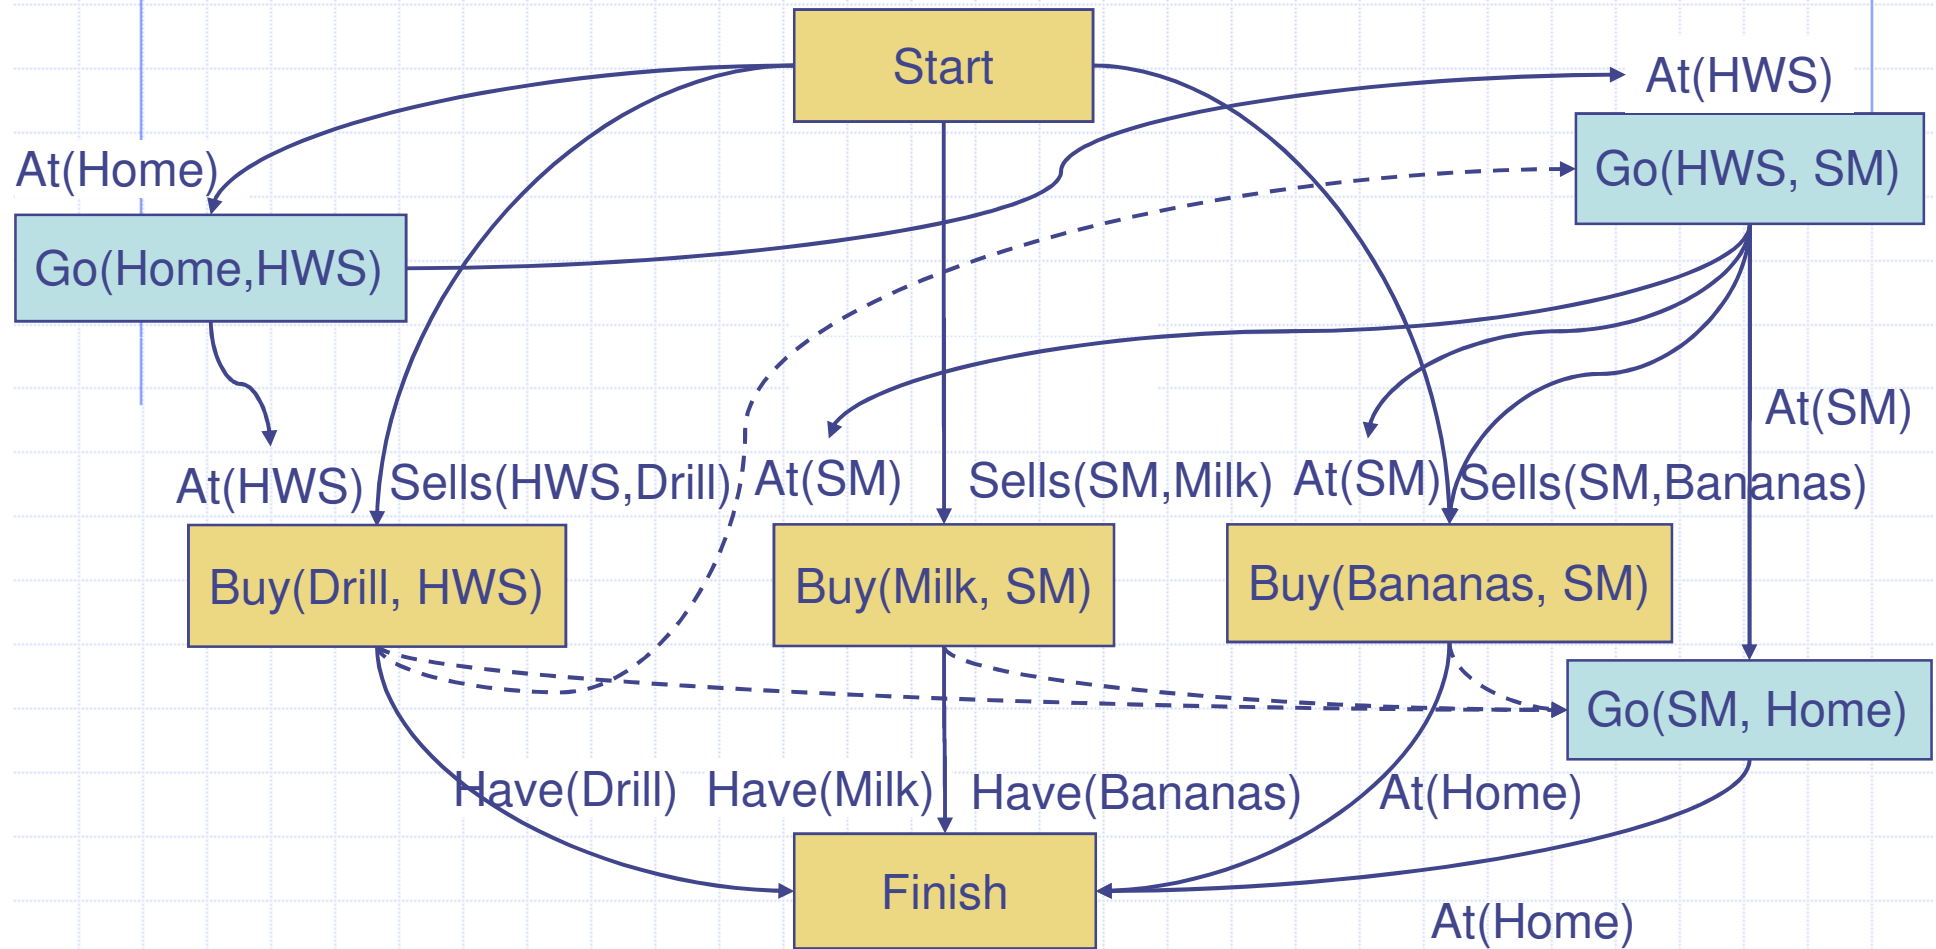 Start
At(HWS)
At(Home)
Go(HWS, SM)
Go(Home,HWS)
At(SM)
At(HWS)
Sells(HWS,Drill)
At(SM)
Sells(SM,Milk)
At(SM)
Sells(SM,Bananas)
Buy(Drill, HWS)
Buy(Milk, SM)
Buy(Bananas, SM)
Go(SM, Home)
Have(Drill)
Have(Milk)
Have(Bananas)
At(Home)
Finish
At(Home)